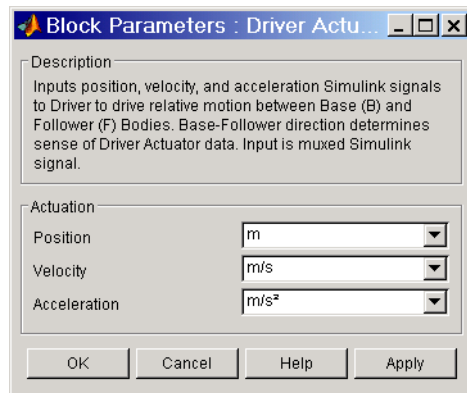 Block Parameters : Driver Actu...
Description
Inputs position, velocity, and acceleration Simulink signals
to Driver to drive relative motion between Base (B) and
Follower (F) Bodies. Base-Follower direction determines
sense of Driver Actuator data. Input is muxed Simulink
signal.
Actuation
Position m
Velocity m/s
Acceleration m/s²
OK Cancel Help Apply